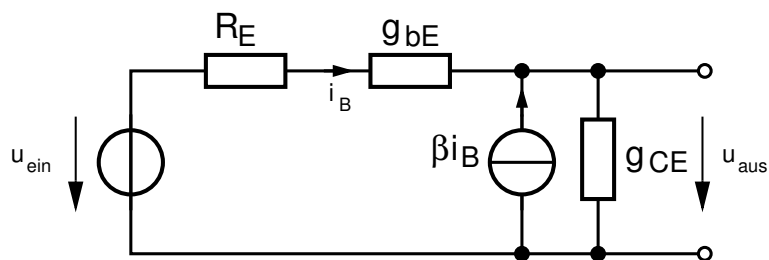 R_E
g_bE
i_B
u_ein
βi_B
g_CE
u_aus